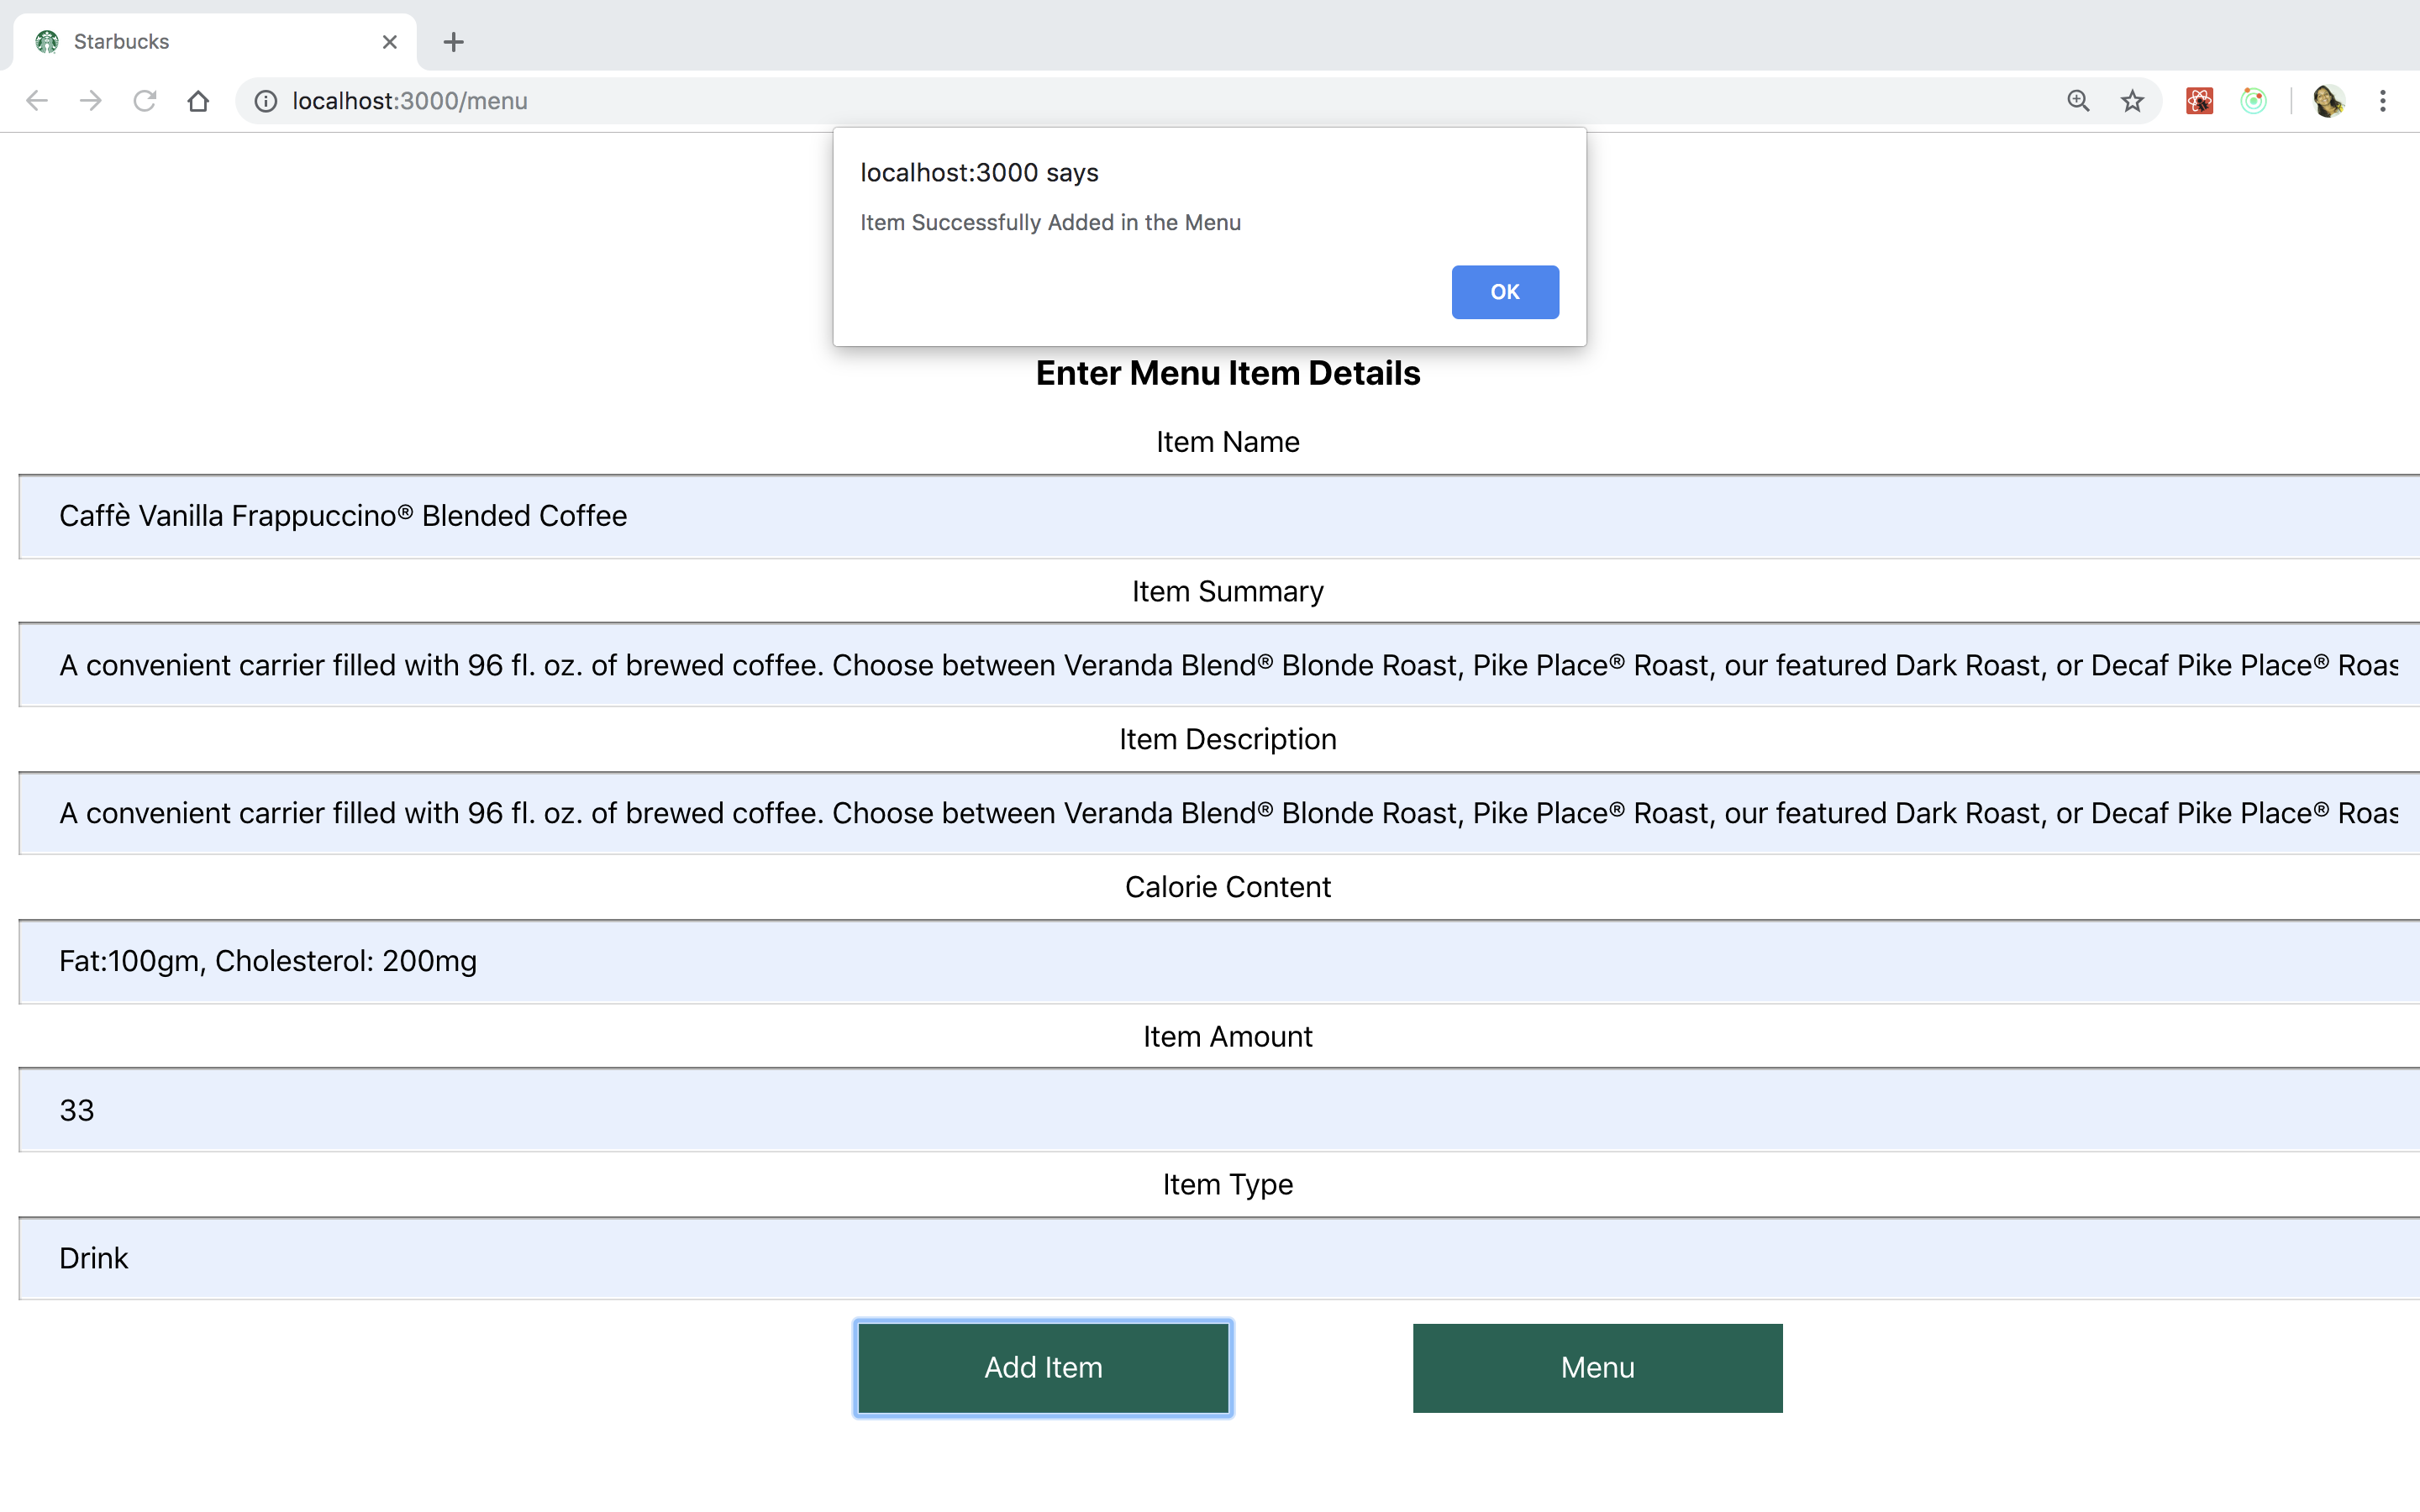 Starbucks
localhost:3000/menu
localhost:3000 says
Item Successfully Added in the Menu
OK
Enter Menu Item Details
Item Name
Caffè Vanilla Frappuccino® Blended Coffee
Item Summary
A convenient carrier filled with 96 fl. oz. of brewed coffee. Choose between Veranda Blend® Blonde Roast, Pike Place® Roast, our featured Dark Roast, or Decaf Pike Place® Roas
Item Description
A convenient carrier filled with 96 fl. oz. of brewed coffee. Choose between Veranda Blend® Blonde Roast, Pike Place® Roast, our featured Dark Roast, or Decaf Pike Place® Roas
Calorie Content
Fat:100gm, Cholesterol: 200mg
Item Amount
33
Item Type
Drink
Add Item
Menu